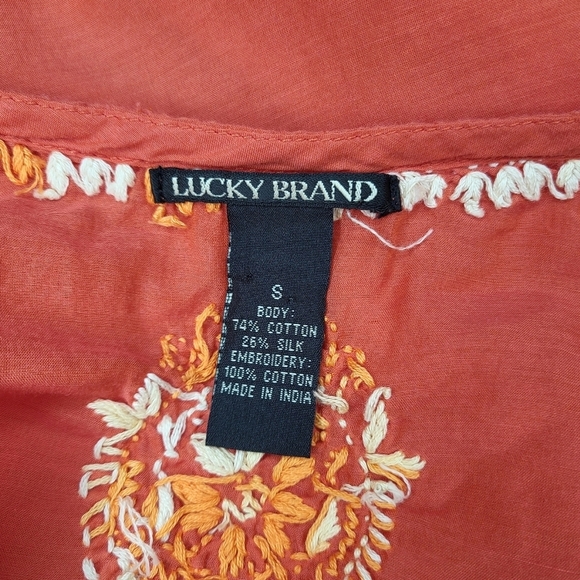 LUCKY BRAND
S
BODY:
74% COTTON
26% SILK
EMBROIDERY:
100% COTTON
MADE IN INDIA